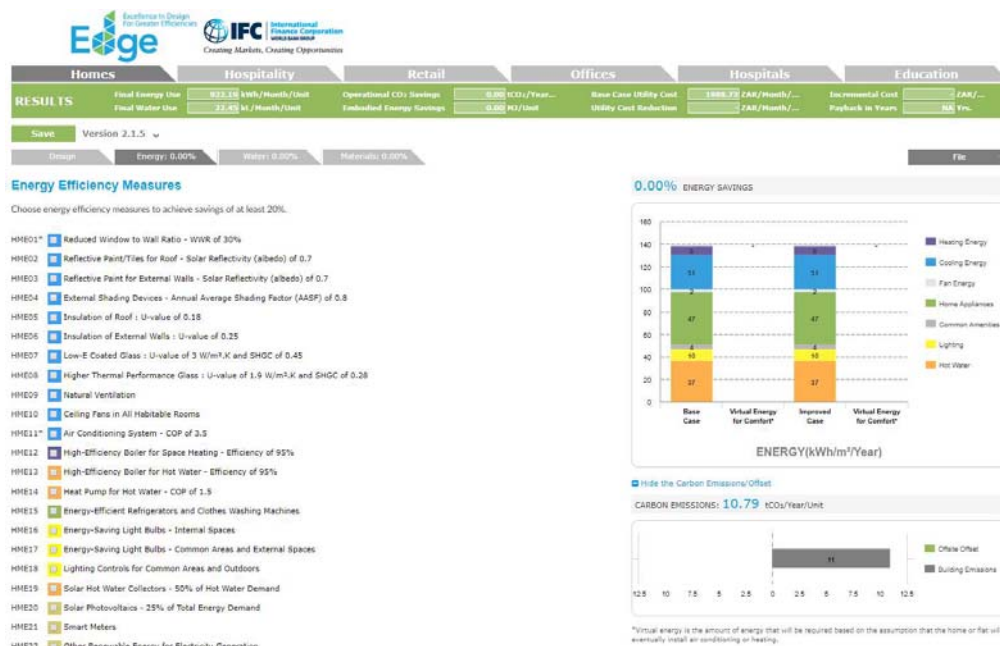 Excellence in Design
For Greater Efficiencies
Edge
IFC
International
Finance Corporation
WORLD BANK GROUP
Creating Markets, Creating Opportunities
Homes Hospitality Retail Offices Hospitals Education
RESULTS
Final Energy Use 922.19 kWh/Month/Unit Operational CO₂ Savings 0.00 tCO₂/Year... Base Case Utility Cost ZAR/Month/... Incremental Cost - ZAR/...
Final Water Use 22.45 kL/Month/Unit Embodied Energy Savings 0.00 MJ/Unit Utility Cost Reduction - ZAR/Month/... Payback in Years NA Yrs.
Save Version 2.1.5
Design Energy: 0.00% Water: 0.00% Materials: 0.00% File
Energy Efficiency Measures
Choose energy efficiency measures to achieve savings of at least 20%.
HME01* Reduced Window to Wall Ratio - WWR of 30%
HME02 Reflective Paint/Tiles for Roof - Solar Reflectivity (albedo) of 0.7
HME03 Reflective Paint for External Walls - Solar Reflectivity (albedo) of 0.7
HME04 External Shading Devices - Annual Average Shading Factor (AASF) of 0.8
HME05 Insulation of Roof : U-value of 0.18
HME06 Insulation of External Walls : U-value of 0.25
HME07 Low-E Coated Glass : U-value of 3 W/m².K and SHGC of 0.45
HME08 Higher Thermal Performance Glass : U-value of 1.9 W/m².K and SHGC of 0.28
HME09 Natural Ventilation
HME10 Ceiling Fans in All Habitable Rooms
HME11* Air Conditioning System - COP of 3.5
HME12 High-Efficiency Boiler for Space Heating - Efficiency of 95%
HME13 High-Efficiency Boiler for Hot Water - Efficiency of 95%
HME14 Heat Pump for Hot Water - COP of 1.5
HME15 Energy-Efficient Refrigerators and Clothes Washing Machines
HME16 Energy-Saving Light Bulbs - Internal Spaces
HME17 Energy-Saving Light Bulbs - Common Areas and External Spaces
HME18 Lighting Controls for Common Areas and Outdoors
HME19 Solar Hot Water Collectors - 50% of Hot Water Demand
HME20 Solar Photovoltaics - 25% of Total Energy Demand
HME21 Smart Meters
HME22 Other Renewable Energy for Electricity Generation
0.00% ENERGY SAVINGS
160
140
120
100
80
60
40
20
0
51 51
2 2
47 47
4 4
10 10
37 37
Base Case Virtual Energy for Comfort* Improved Case Virtual Energy for Comfort*
ENERGY(kWh/m²/Year)
Heating Energy
Cooling Energy
Fan Energy
Home Appliances
Common Amenities
Lighting
Hot Water
Hide the Carbon Emissions/Offset
CARBON EMISSIONS: 10.79 tCO₂/Year/Unit
11
12.5 10 7.5 5 2.5 0 2.5 5 7.5 10 12.5
Offsite Offset
Building Emissions
*Virtual energy is the amount of energy that will be required based on the assumption that the home or flat will
eventually install air conditioning or heating.